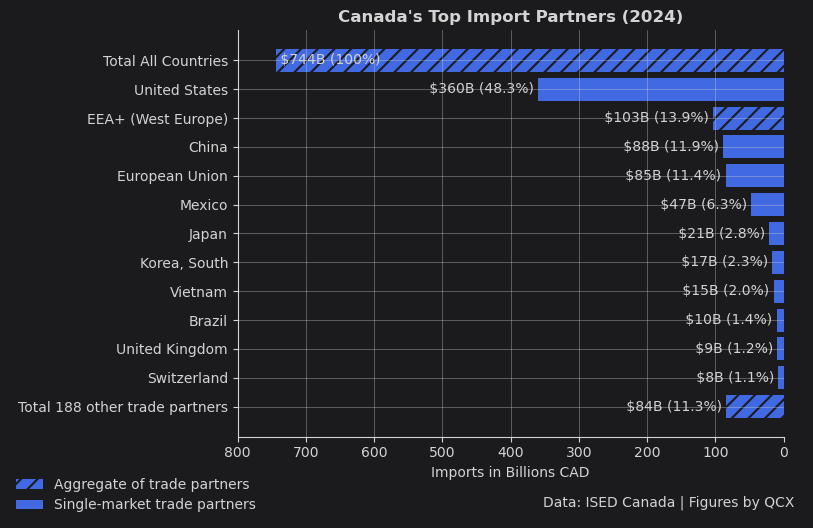 Canada's Top Import Partners (2024)
Total All Countries $744B (100%)
United States $360B (48.3%)
EEA+ (West Europe) $103B (13.9%)
China $88B (11.9%)
European Union $85B (11.4%)
Mexico $47B (6.3%)
Japan $21B (2.8%)
Korea, South $17B (2.3%)
Vietnam $15B (2.0%)
Brazil $10B (1.4%)
United Kingdom $9B (1.2%)
Switzerland $8B (1.1%)
Total 188 other trade partners $84B (11.3%)
800 700 600 500 400 300 200 100 0
Imports in Billions CAD
Aggregate of trade partners
Single-market trade partners
Data: ISED Canada | Figures by QCX